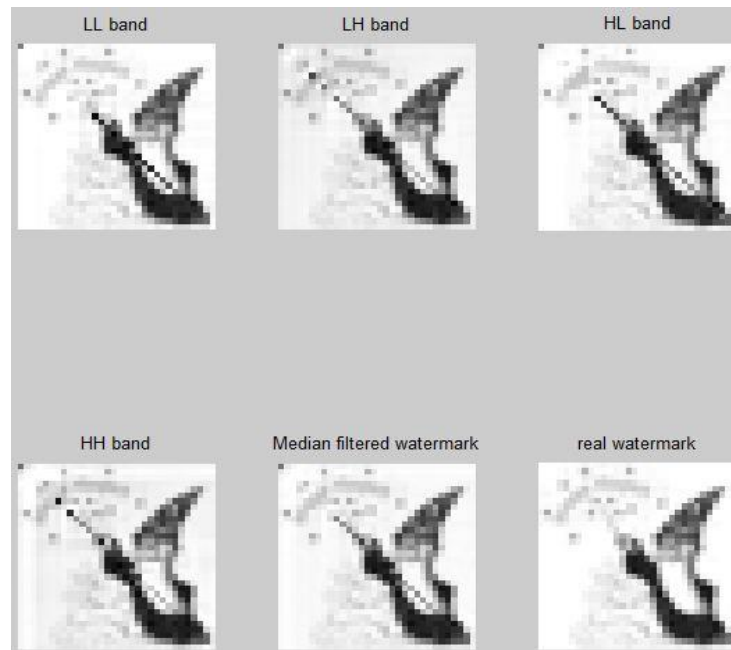 LL band
LH band
HL band
HH band
Median filtered watermark
real watermark